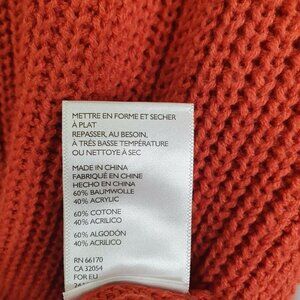 METTRE EN FORME ET SECHER
À PLAT
REPASSER, AU BESOIN,
À TRÈS BASSE TEMPÉRATURE
OU NETTOYE À SEC
MADE IN CHINA
FABRIQUÉ EN CHINE
HECHO EN CHINA
60% BAUMWOLLE
40% ACRYLIC
60% COTONE
40% ACRILICO
60% ALGODÓN
40% ACRILICO
RN 66170
CA 32054
FOR EU